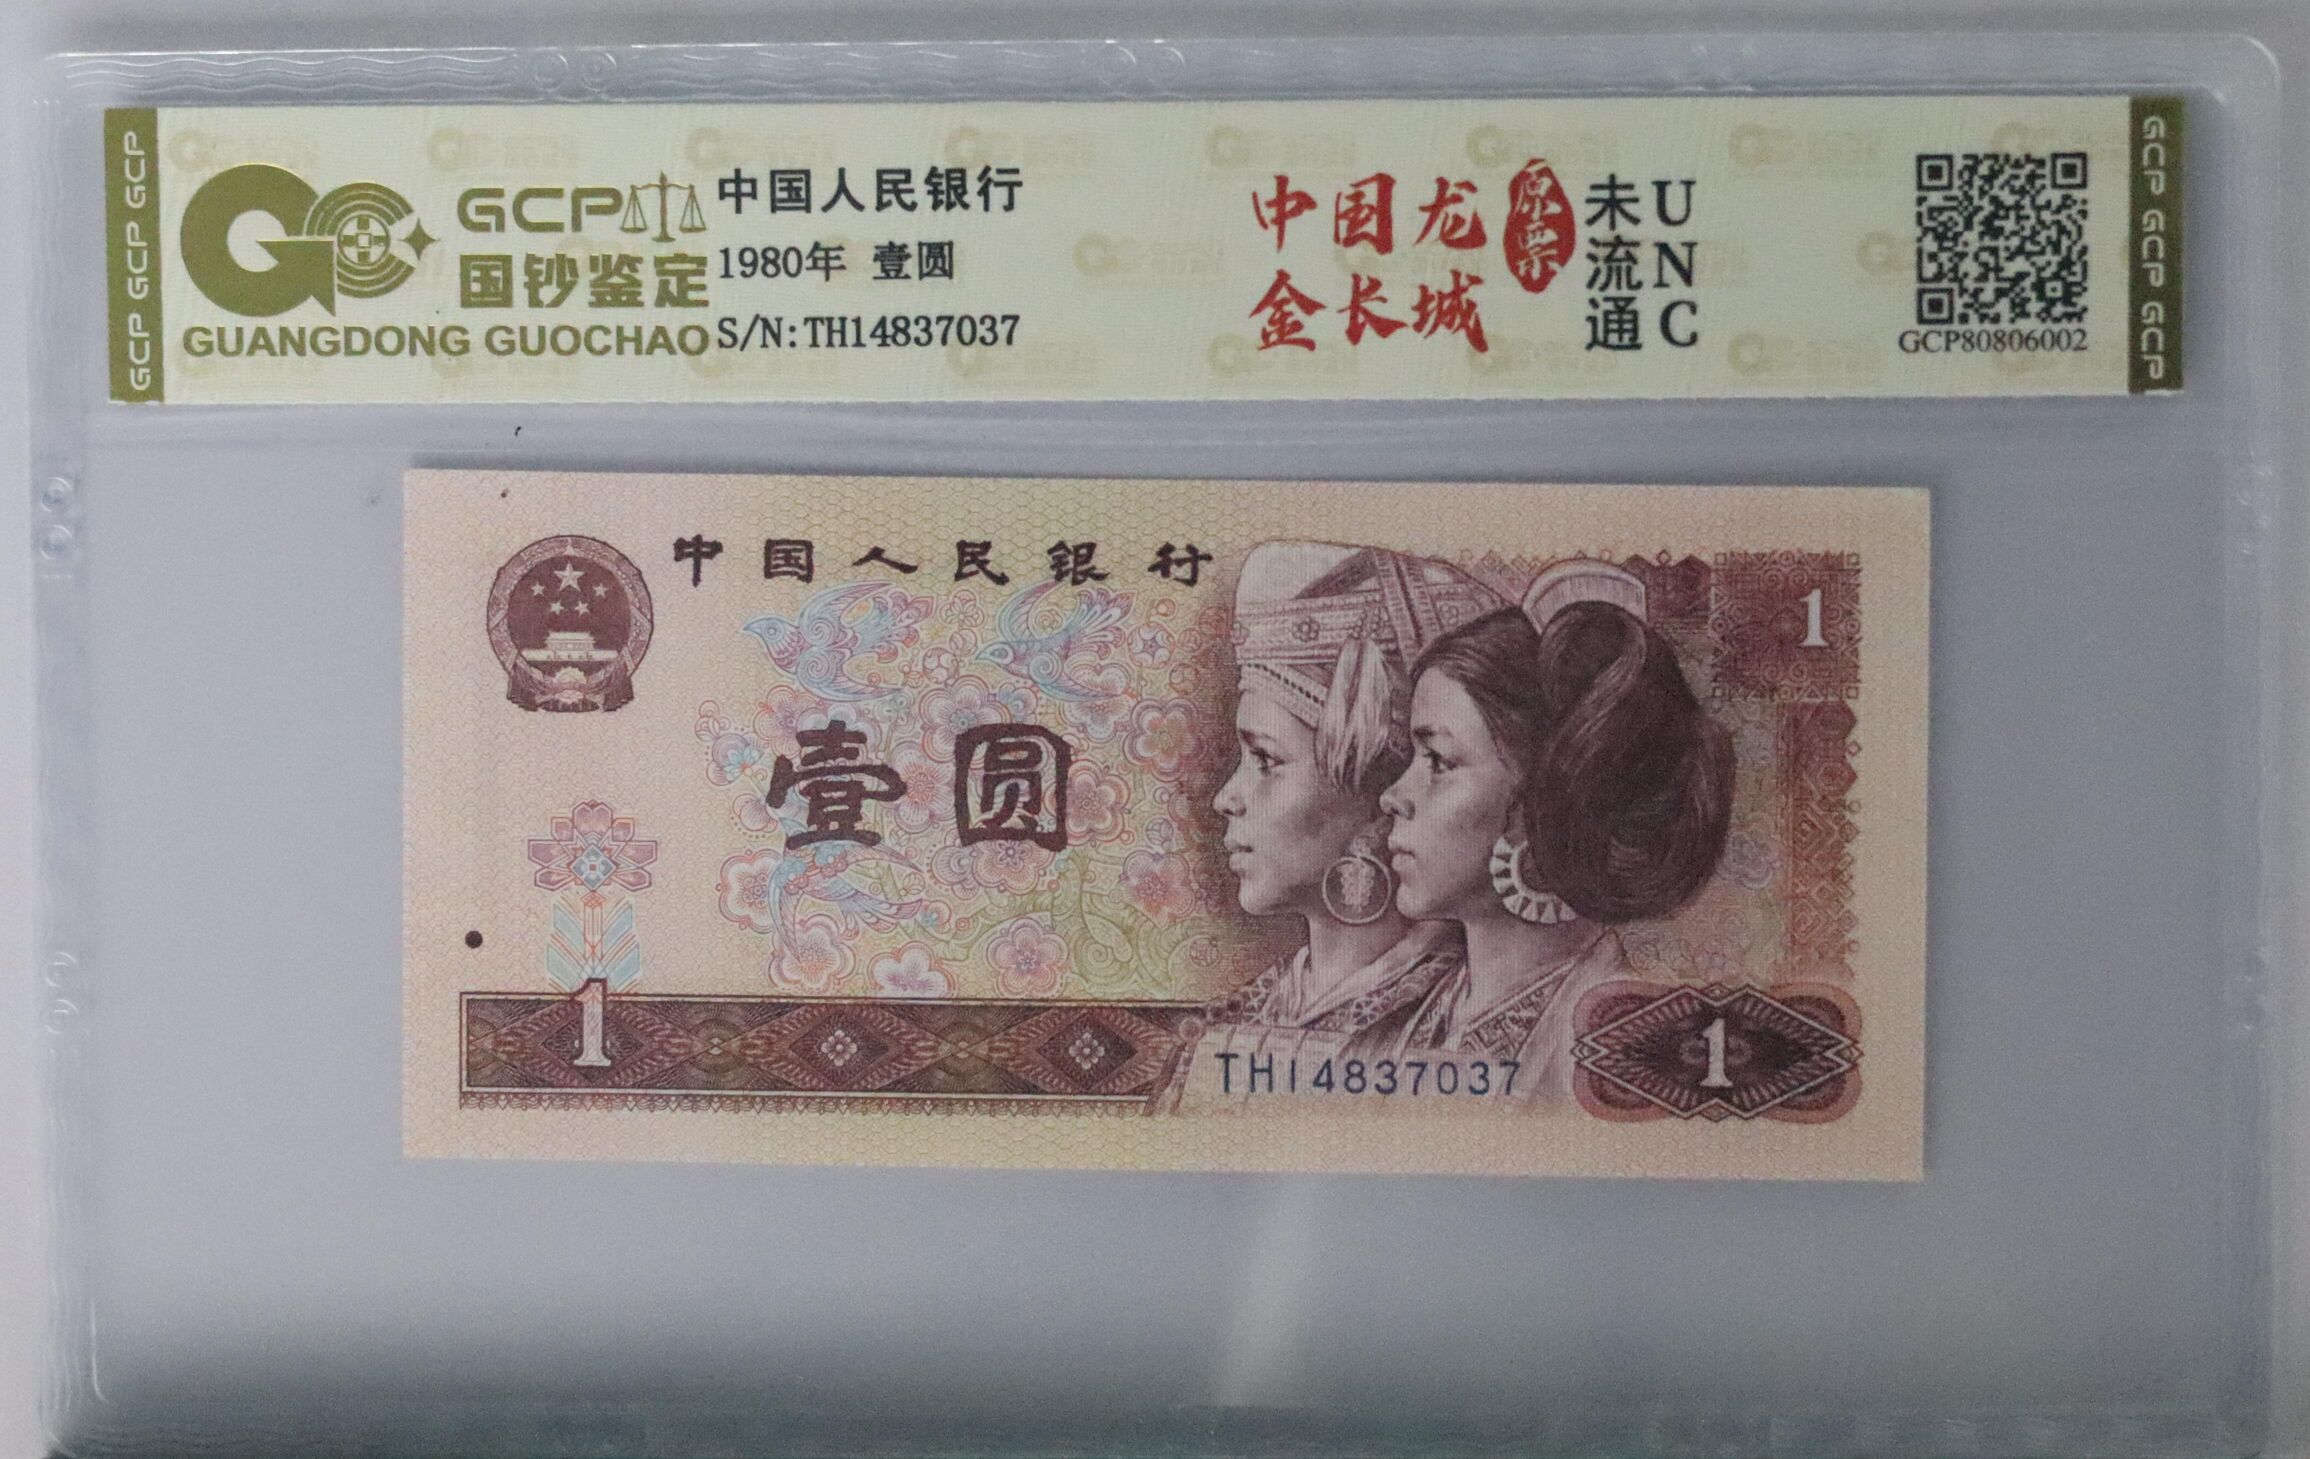 GCP GCP GCP
GCP
国钞鉴定
GUANGDONG GUOCHAO
中国人民银行
1980年 壹圆
S/N:TH14837037
中国龙
金长城
原票
未流通
UNC
GCP80806002
GCP GCP GCP
中国人民银行
1
壹圆
1
TH14837037
1